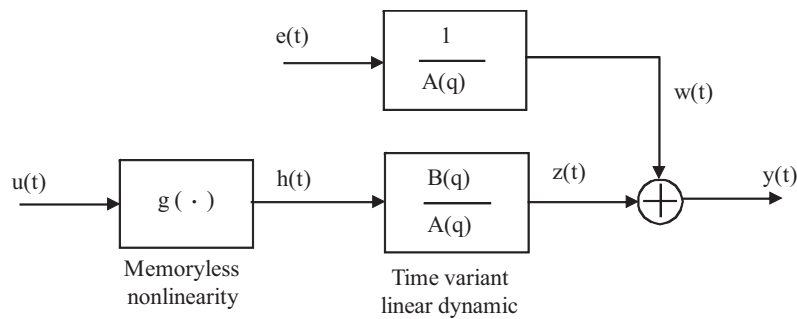 e(t)
1
A(q)
w(t)
u(t)
g ( · )
h(t)
B(q)
A(q)
z(t)
y(t)
Memoryless
nonlinearity
Time variant
linear dynamic